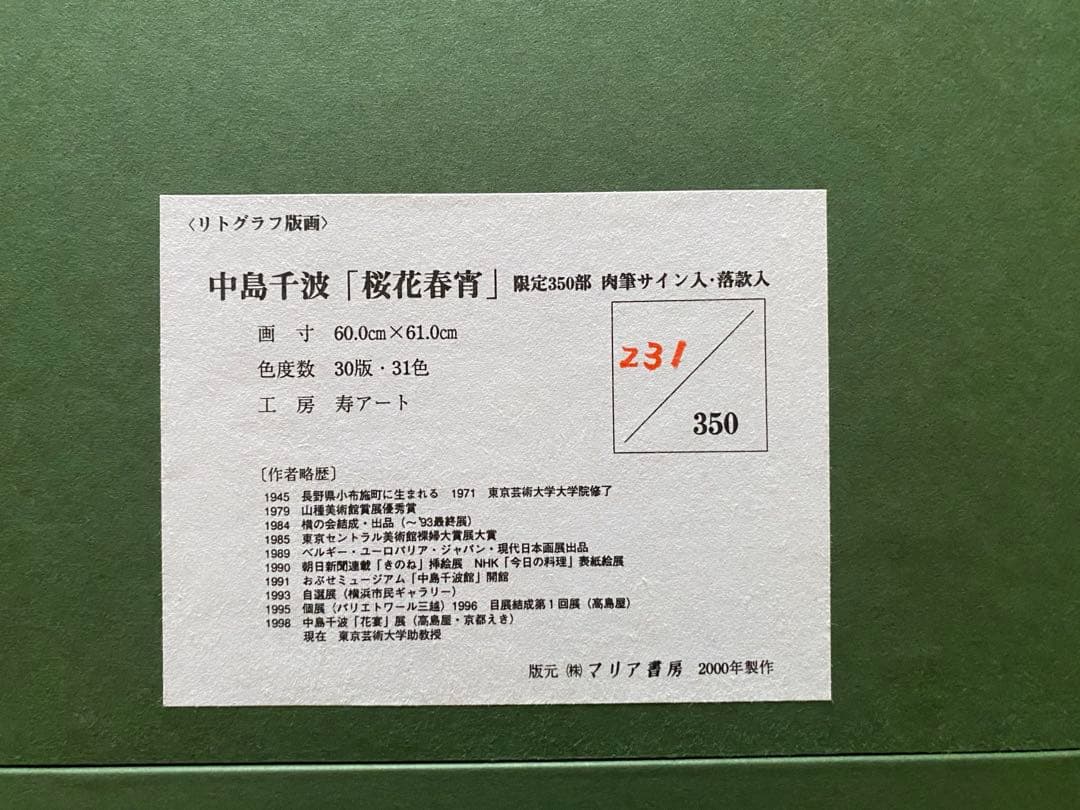 〈リトグラフ版画〉
中島千波「桜花春宵」 限定350部 肉筆サイン入・落款入
画　寸　60.0㎝×61.0㎝
色度数　30版・31色
工　房　寿アート
231
350
〔作者略歴〕
1945　長野県小布施町に生まれる　1971　東京芸術大学大学院修了
1979　山種美術館賞展優秀賞
1984　横の会結成・出品（～'93最終展）
1985　東京セントラル美術館裸婦大賞展大賞
1989　ベルギー・ユーロパリア・ジャパン・現代日本画展出品
1990　朝日新聞連載「きのね」挿絵展　NHK「今日の料理」表紙絵展
1991　おぶせミュージアム「中島千波館」開館
1993　自選展（横浜市民ギャラリー）
1995　個展（パリエトワール三越）1996　目展結成第1回展（高島屋）
1998　中島千波「花宴」展（高島屋・京都えき）
現在　東京芸術大学助教授
版元 ㈱マリア書房　2000年製作